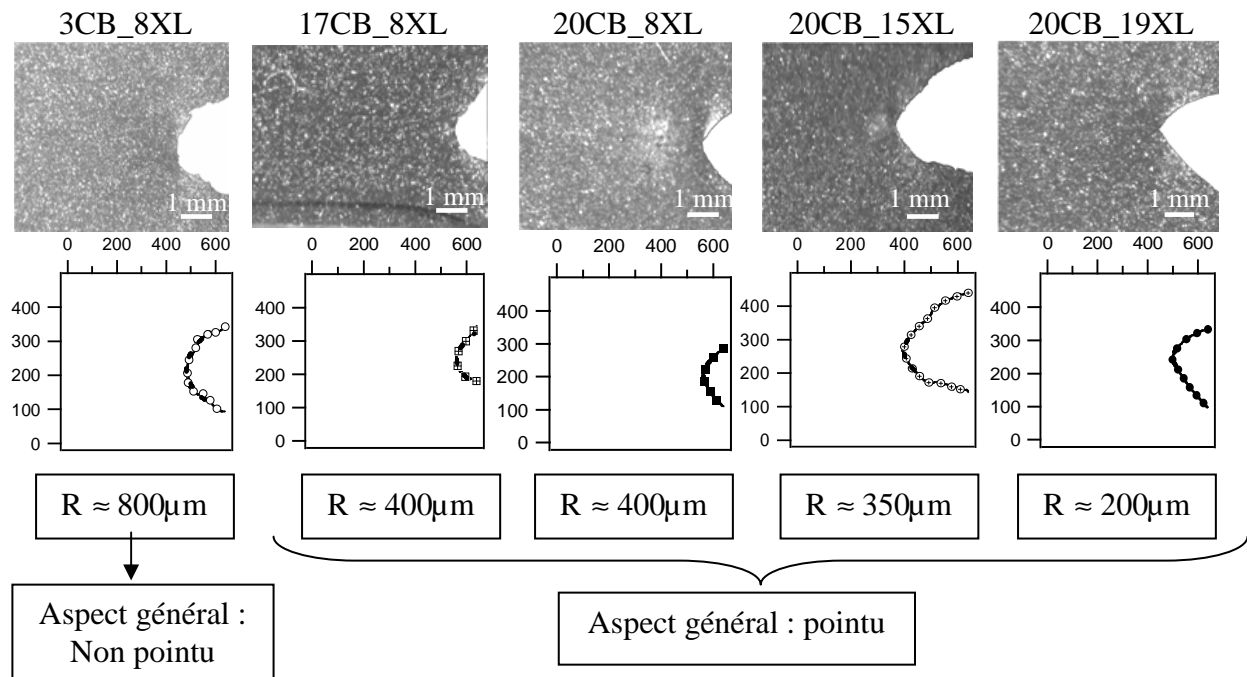 3CB_8XL 17CB_8XL 20CB_8XL 20CB_15XL 20CB_19XL
1 mm 1 mm 1 mm 1 mm 1 mm
0 200 400 600 0 200 400 600 0 200 400 600 0 200 400 600 0 200 400 600
400 400 400 400 400
300 300 300 300 300
200 200 200 200 200
100 100 100 100 100
0 0 0 0 0
R ≈ 800µm R ≈ 400µm R ≈ 400µm R ≈ 350µm R ≈ 200µm
Aspect général :
Non pointu
Aspect général : pointu